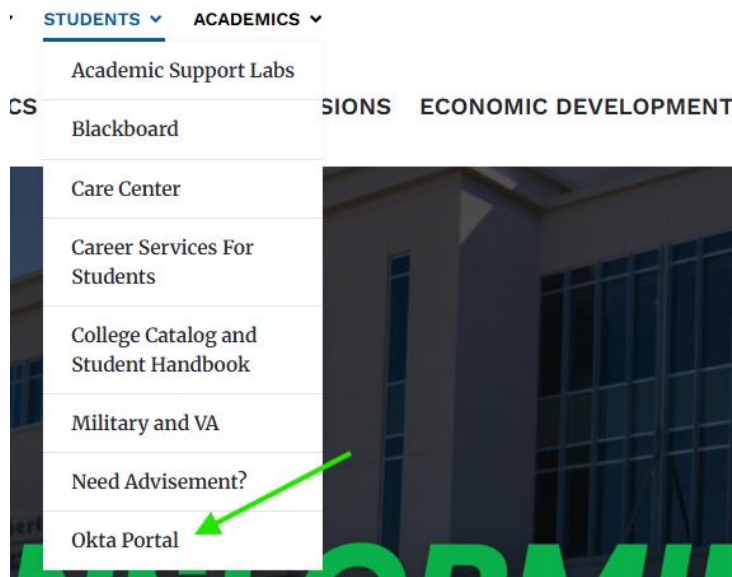 STUDENTS ACADEMICS
CS SIONS ECONOMIC DEVELOPMENT
Academic Support Labs
Blackboard
Care Center
Career Services For
Students
College Catalog and
Student Handbook
Military and VA
Need Advisement?
Okta Portal